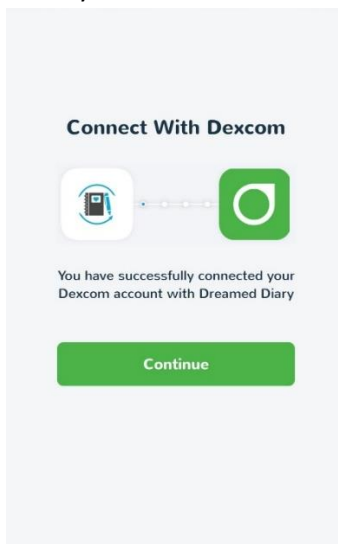 Connect With Dexcom
You have successfully connected your
Dexcom account with Dreamed Diary
Continue